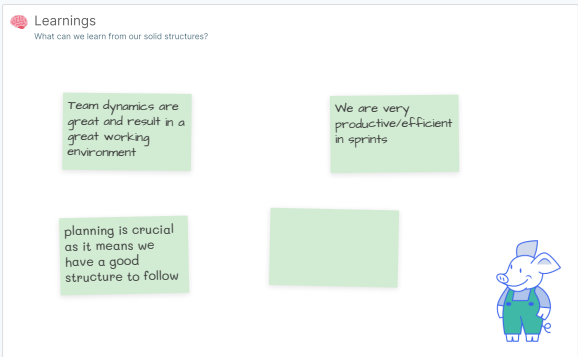 Learnings
What can we learn from our solid structures?
Team dynamics are
great and result in a
great working
environment
We are very
productive/efficient
in sprints
planning is crucial
as it means we
have a good
structure to follow